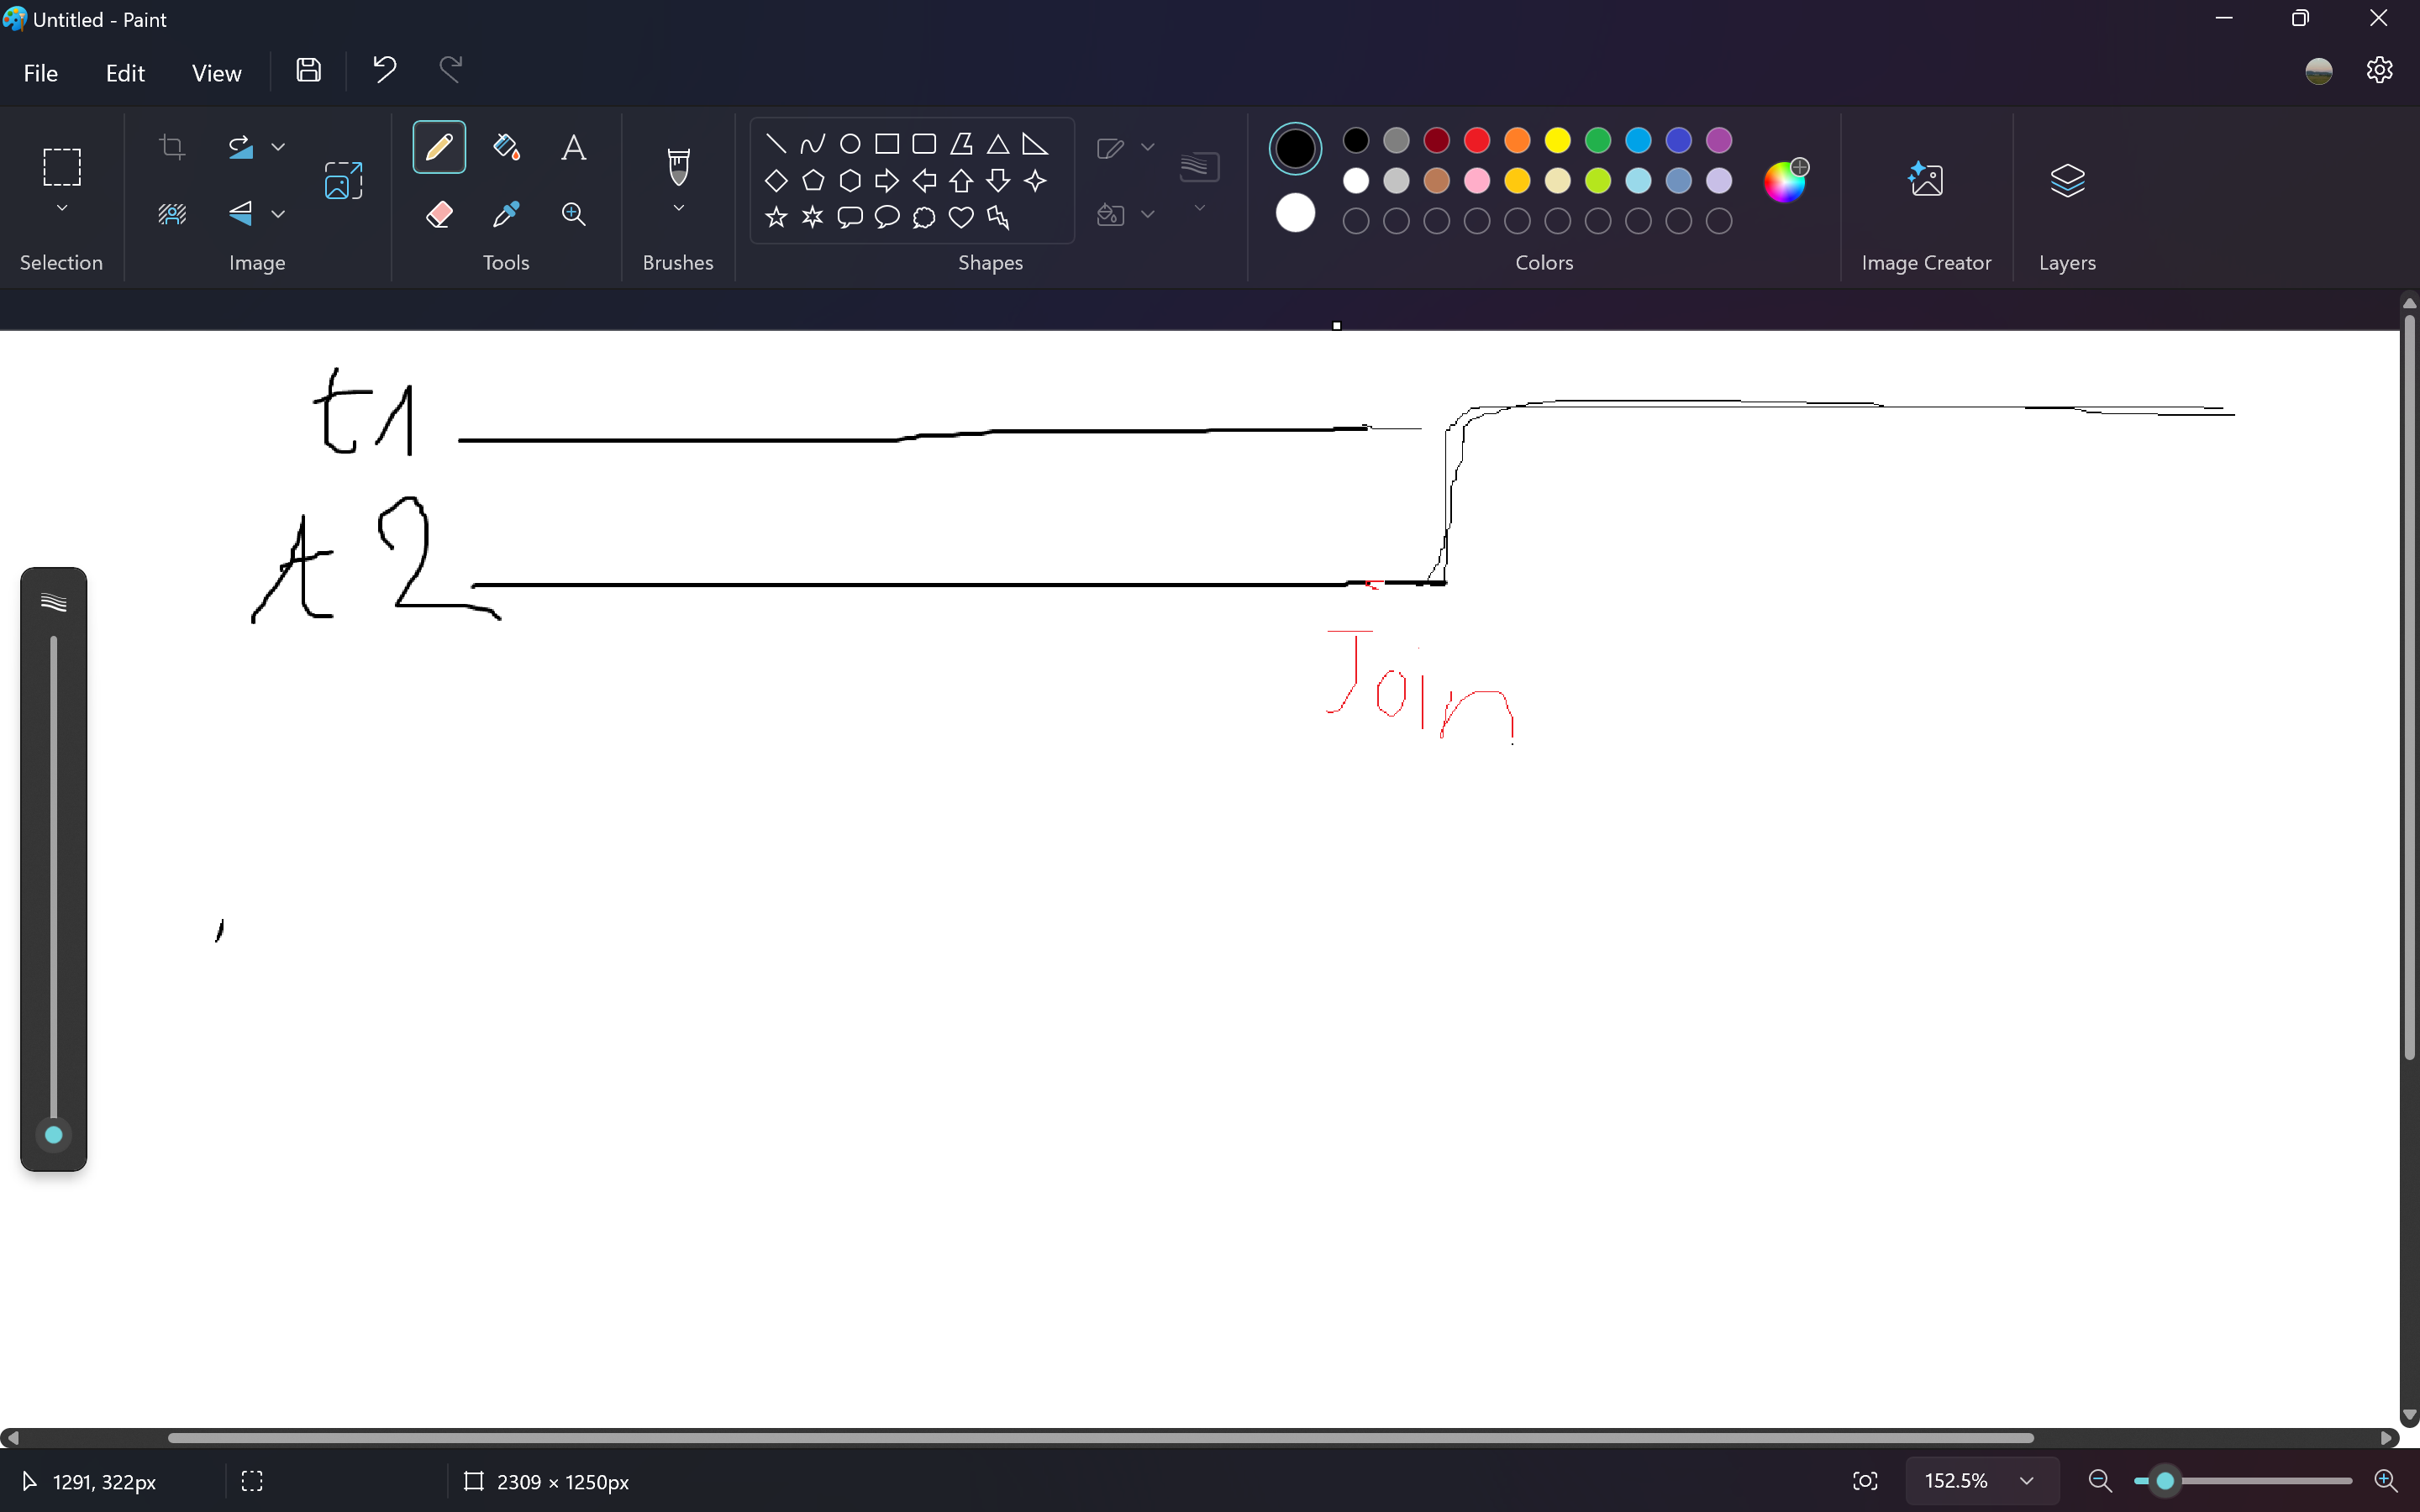 Untitled - Paint
File Edit View
Selection Image Tools Brushes Shapes Colors Image Creator Layers
t1
t2
Join
1291, 322px 2309 × 1250px 152.5%